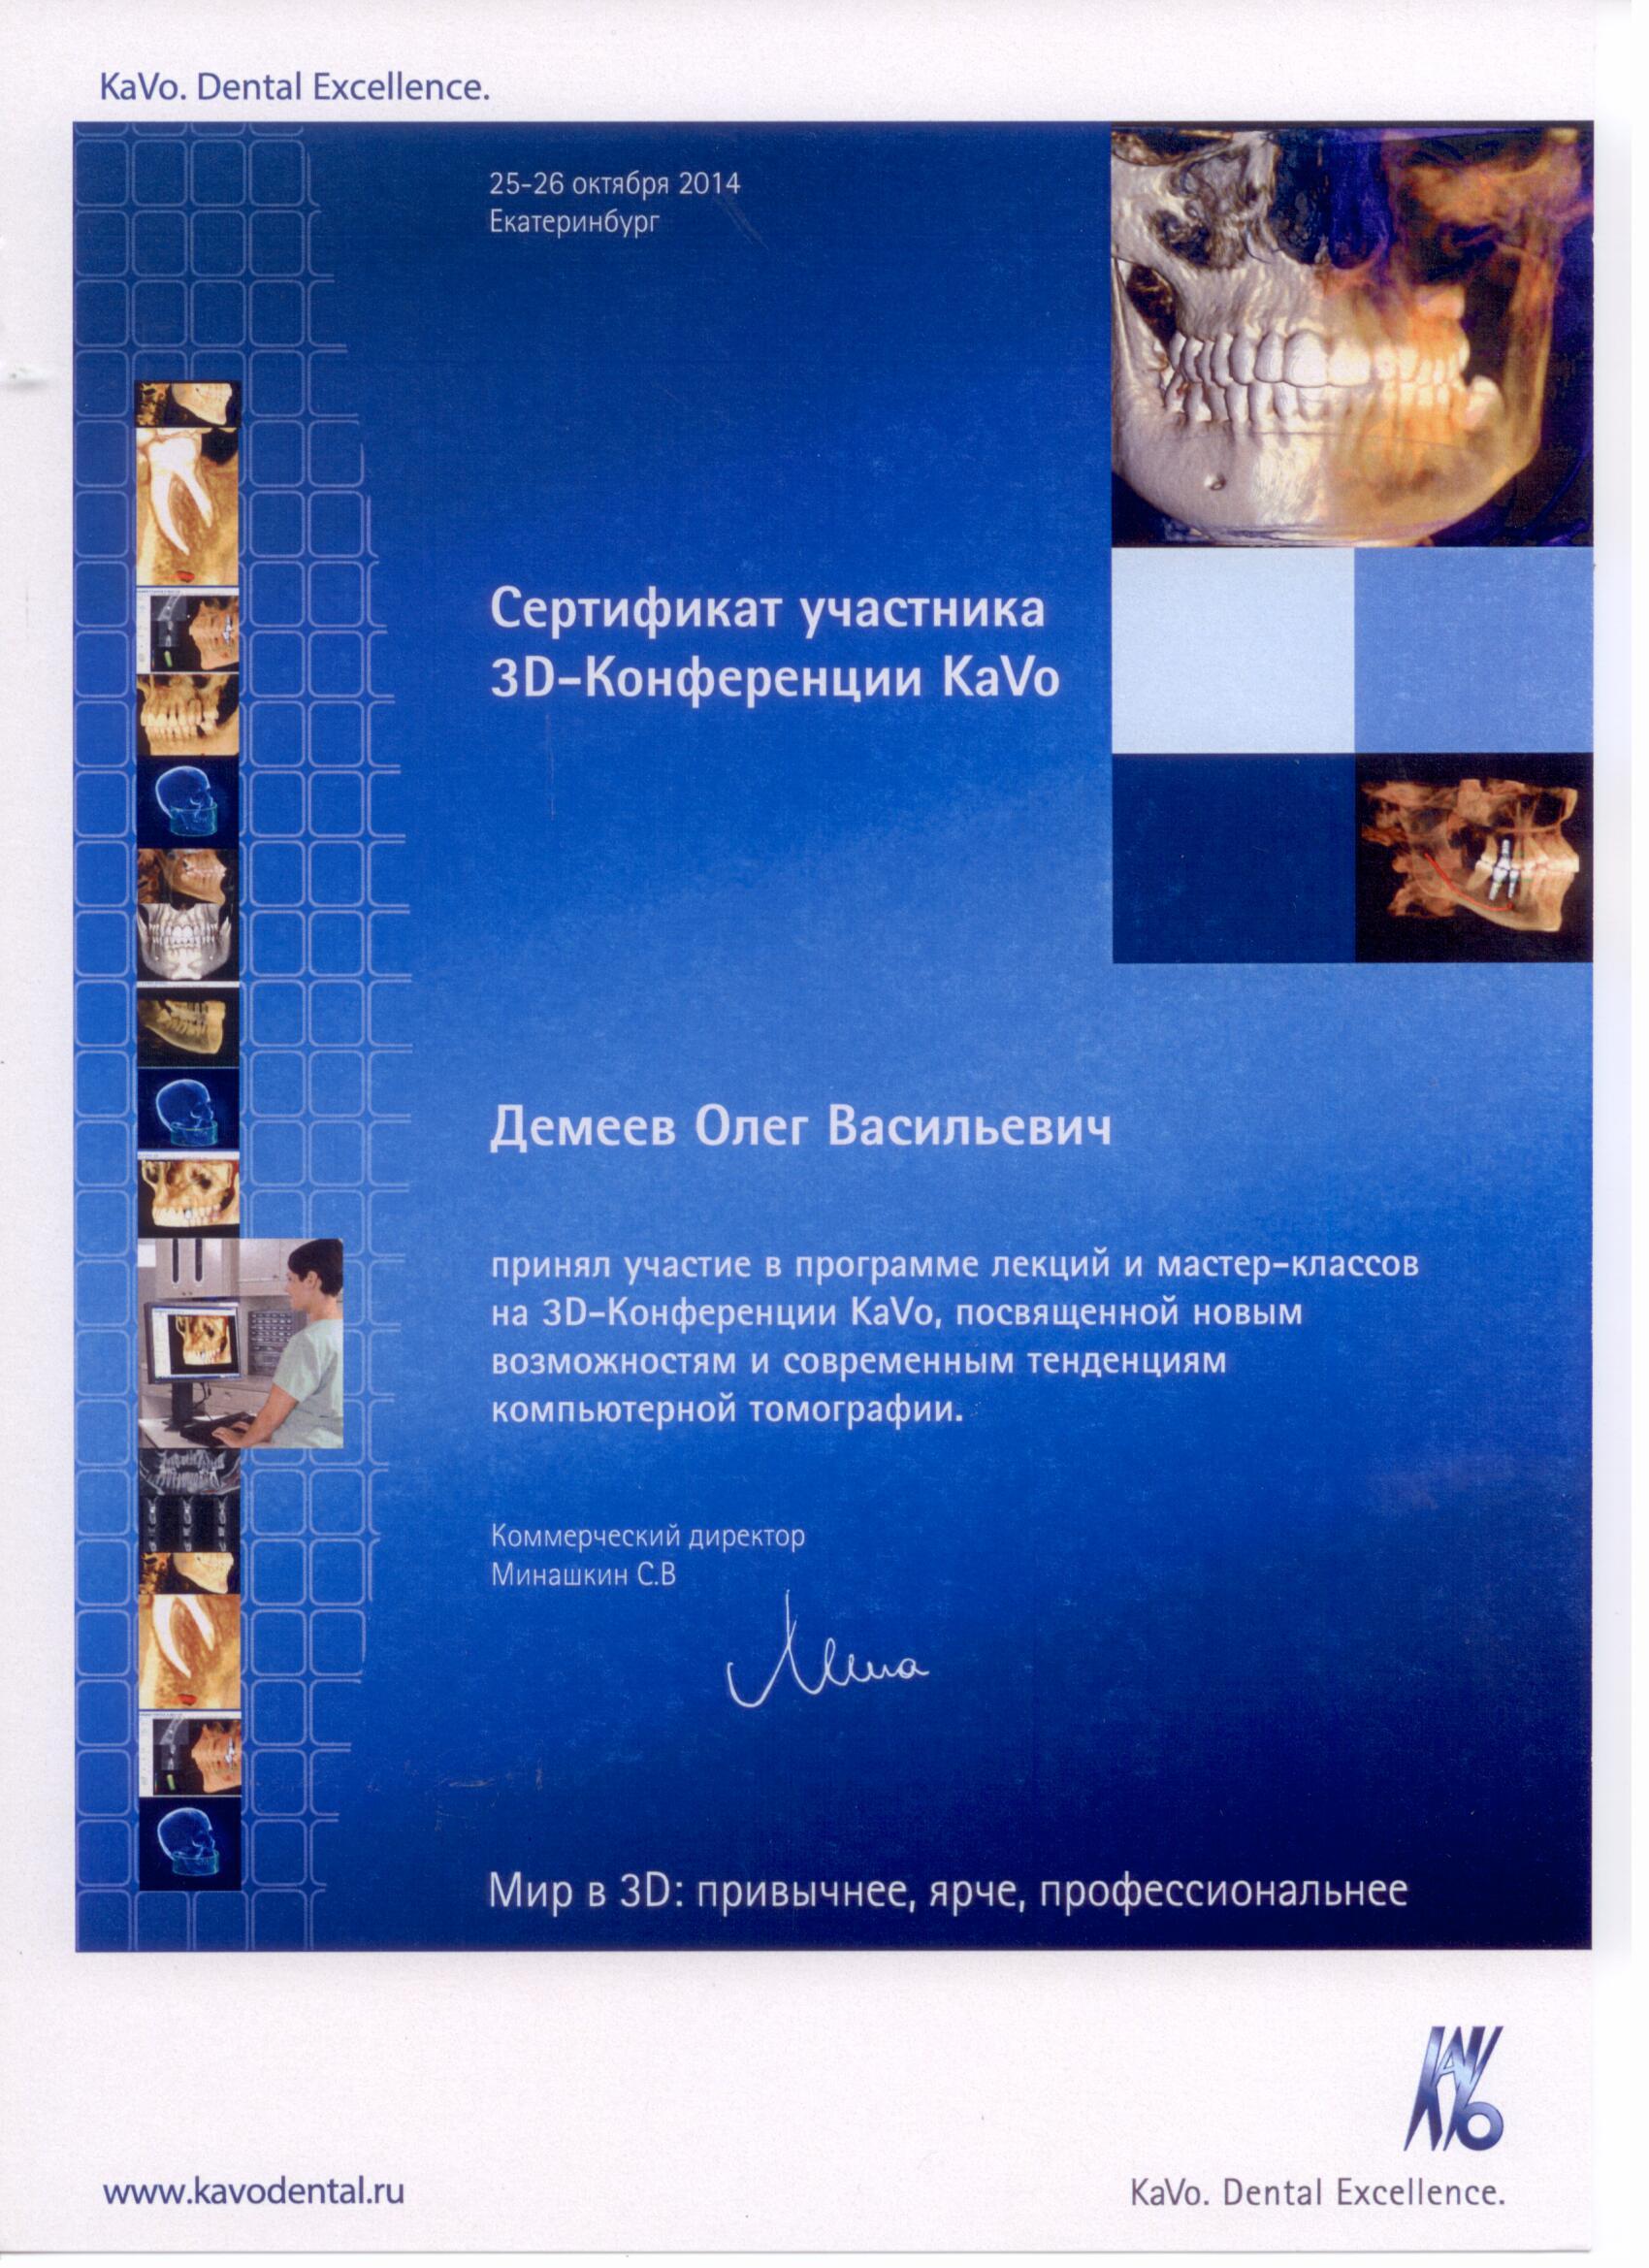 KaVo. Dental Excellence.
25-26 октября 2014
Екатеринбург
Сертификат участника
3D-Конференции KaVo
Демеев Олег Васильевич
принял участие в программе лекций и мастер-классов
на 3D-Конференции KaVo, посвященной новым
возможностям и современным тенденциям
компьютерной томографии.
Коммерческий директор
Минашкин С.В
Мир в 3D: привычнее, ярче, профессиональнее
KAVO
www.kavodental.ru
KaVo. Dental Excellence.